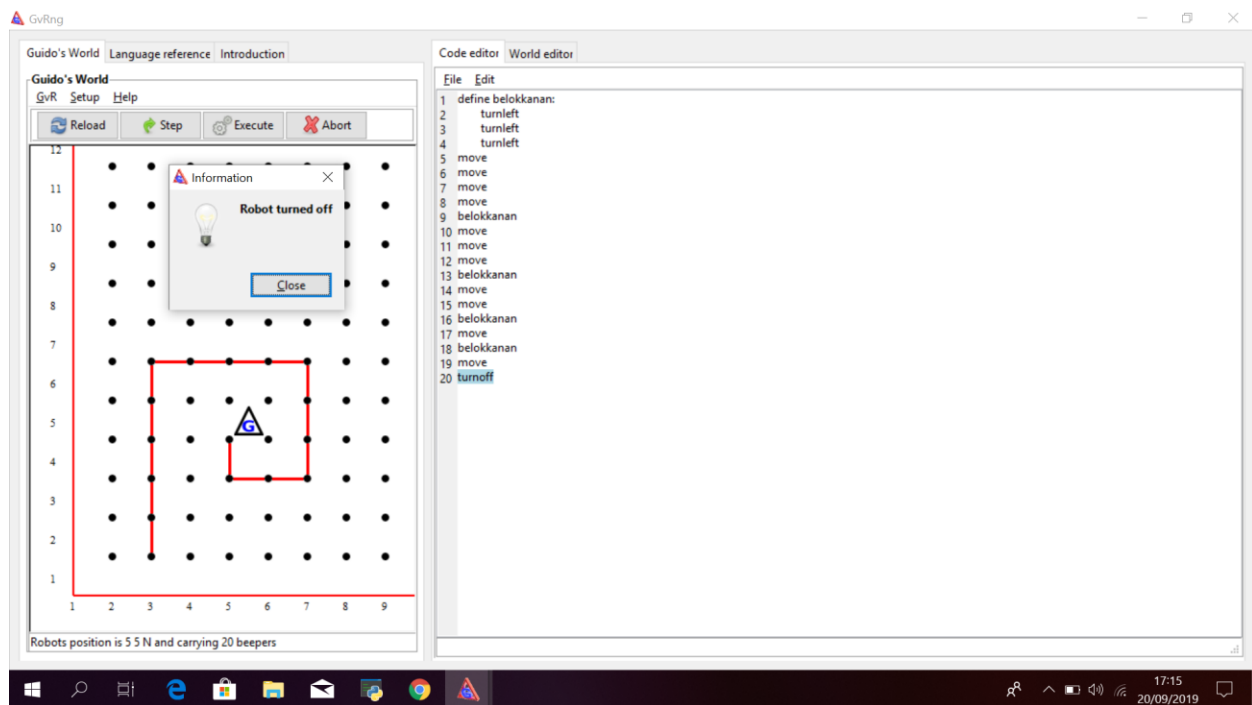 GvRng
Guido's World Language reference Introduction
Guido's World
GvR Setup Help
Reload Step Execute Abort
12
11
10
9
8
7
6
5
4
3
2
1
1 2 3 4 5 6 7 8 9
G
Information
Robot turned off
Close
Robots position is 5 5 N and carrying 20 beepers
Code editor World editor
File Edit
1 define belokkanan:
2 turnleft
3 turnleft
4 turnleft
5 move
6 move
7 move
8 move
9 belokkanan
10 move
11 move
12 move
13 belokkanan
14 move
15 move
16 belokkanan
17 move
18 belokkanan
19 move
20 turnoff
17:15
20/09/2019